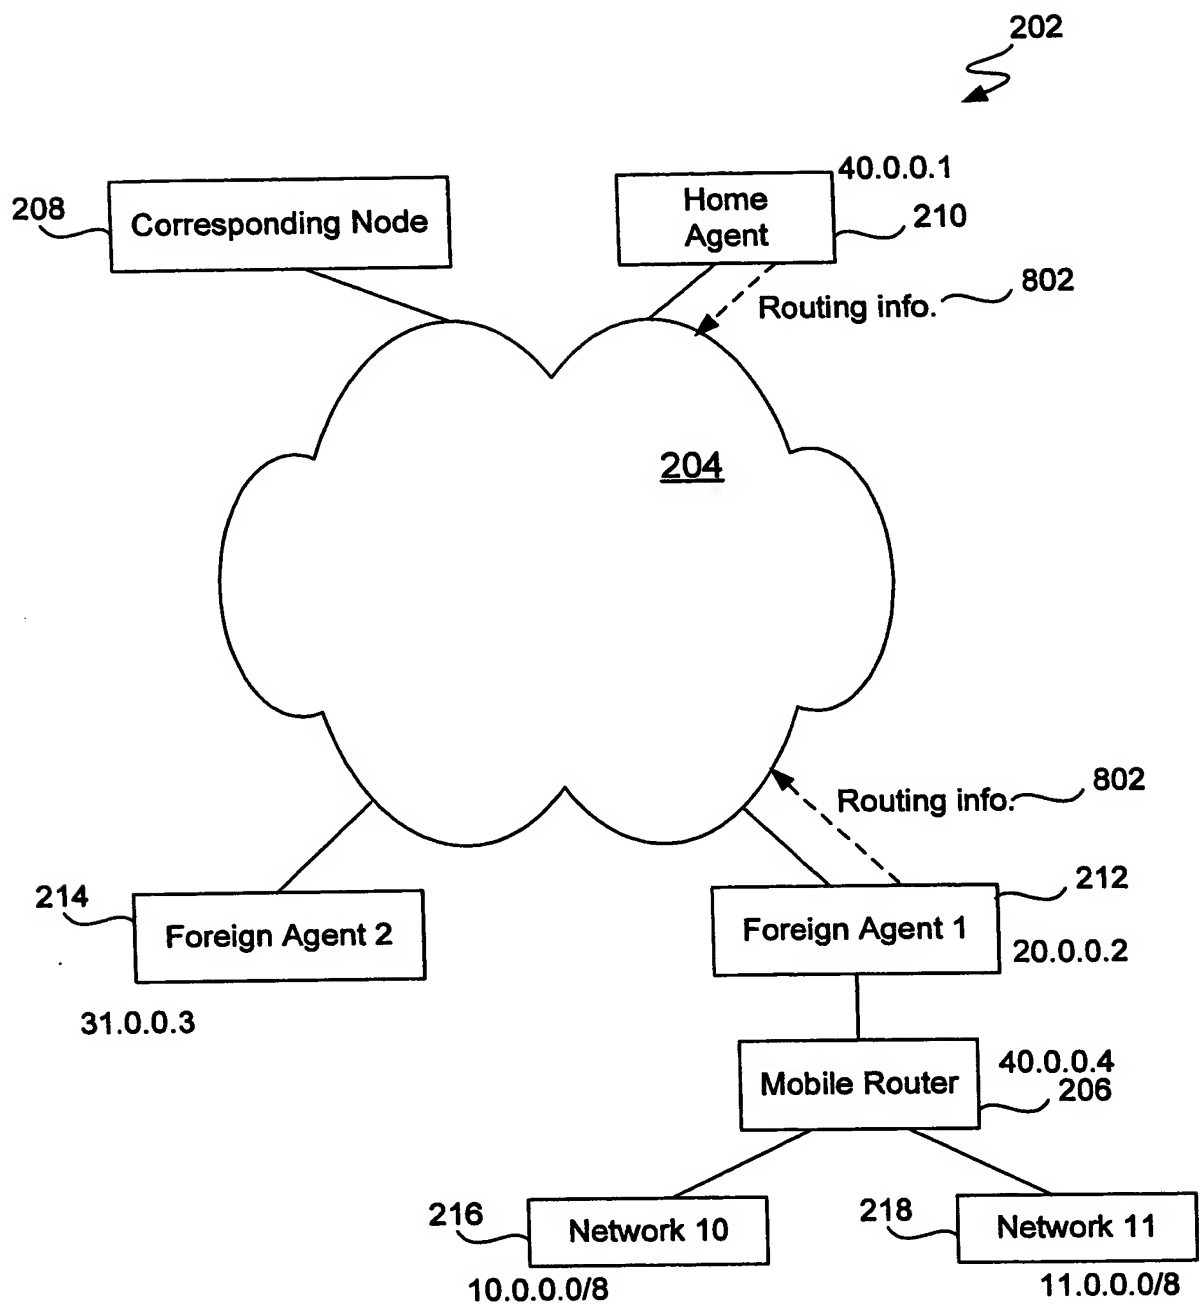 202
40.0.0.1
208
Corresponding Node
Home
Agent
210
Routing info.
802
204
Routing info.
802
214
Foreign Agent 2
31.0.0.3
212
Foreign Agent 1
20.0.0.2
Mobile Router
40.0.0.4
206
216
Network 10
10.0.0.0/8
218
Network 11
11.0.0.0/8